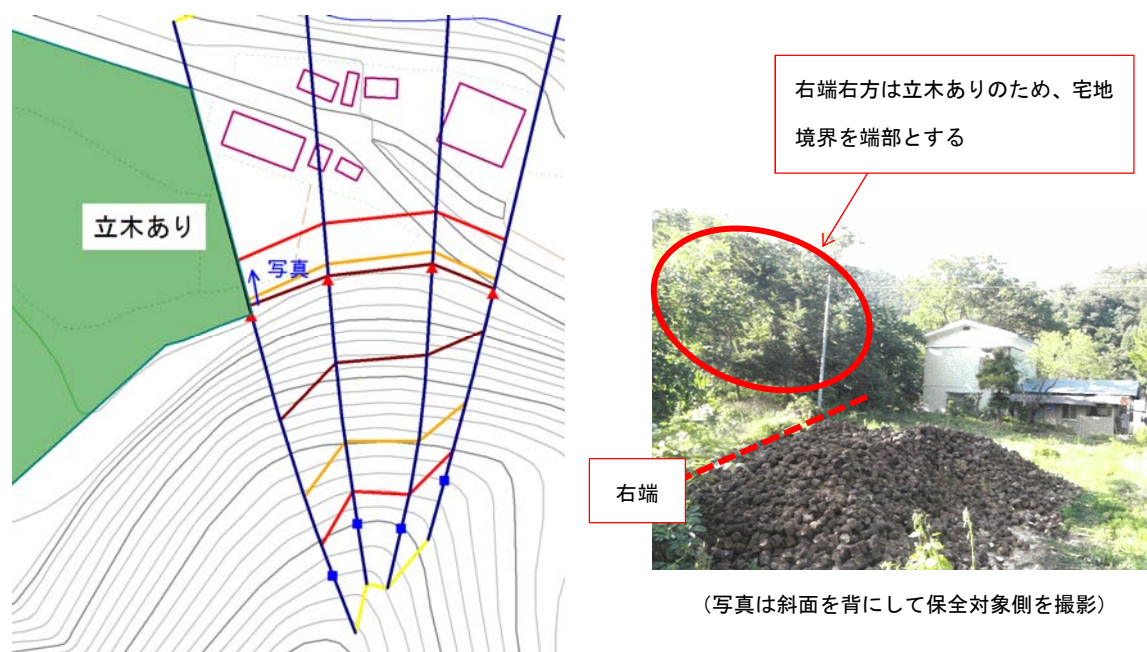 立木あり
写真
右端右方は立木ありのため、宅地
境界を端部とする
右端
(写真は斜面を背にして保全対象側を撮影)